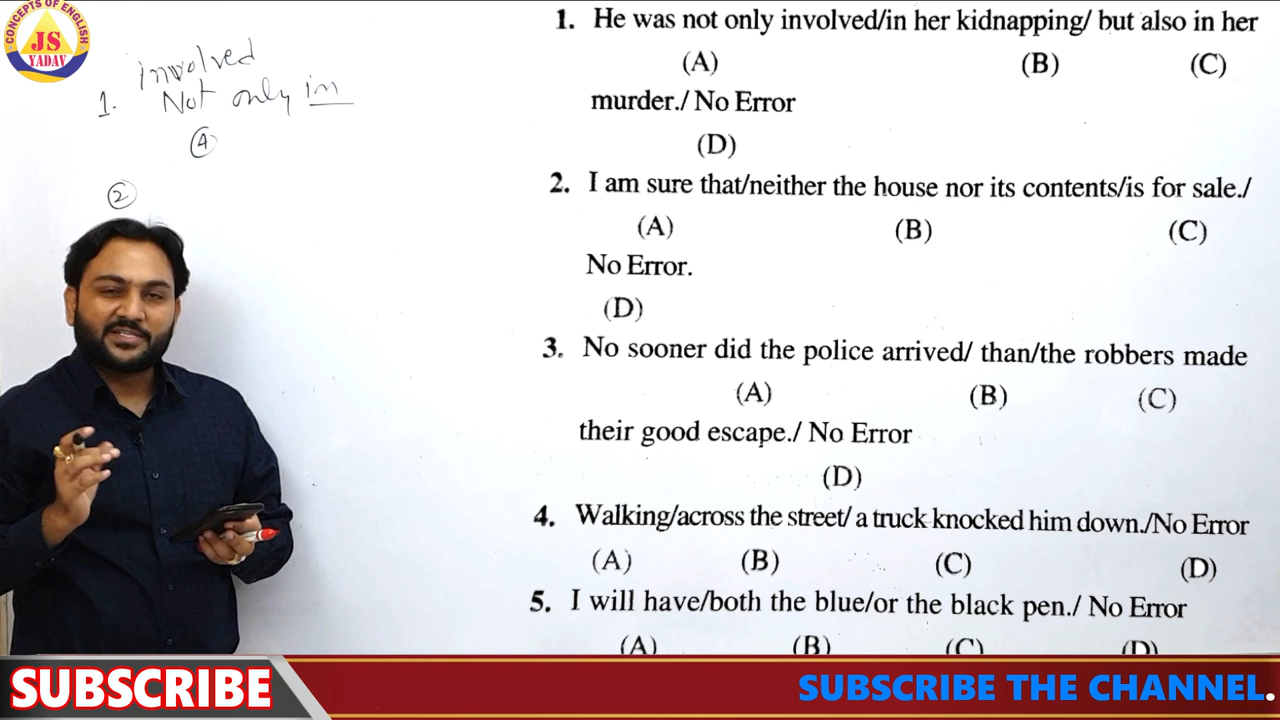 CONCEPTS OF ENGLISH
JS
YADAV
involved
1. Not only in
A
2
1. He was not only involved/in her kidnapping/ but also in her
(A) (B) (C)
murder./ No Error
(D)
2. I am sure that/neither the house nor its contents/is for sale./
(A) (B) (C)
No Error.
(D)
3. No sooner did the police arrived/ than/the robbers made
(A) (B) (C)
their good escape./ No Error
(D)
4. Walking/across the street/ a truck knocked him down./No Error
(A) (B) (C) (D)
5. I will have/both the blue/or the black pen./ No Error
(A) (B) (C) (D)
SUBSCRIBE
SUBSCRIBE THE CHANNEL.